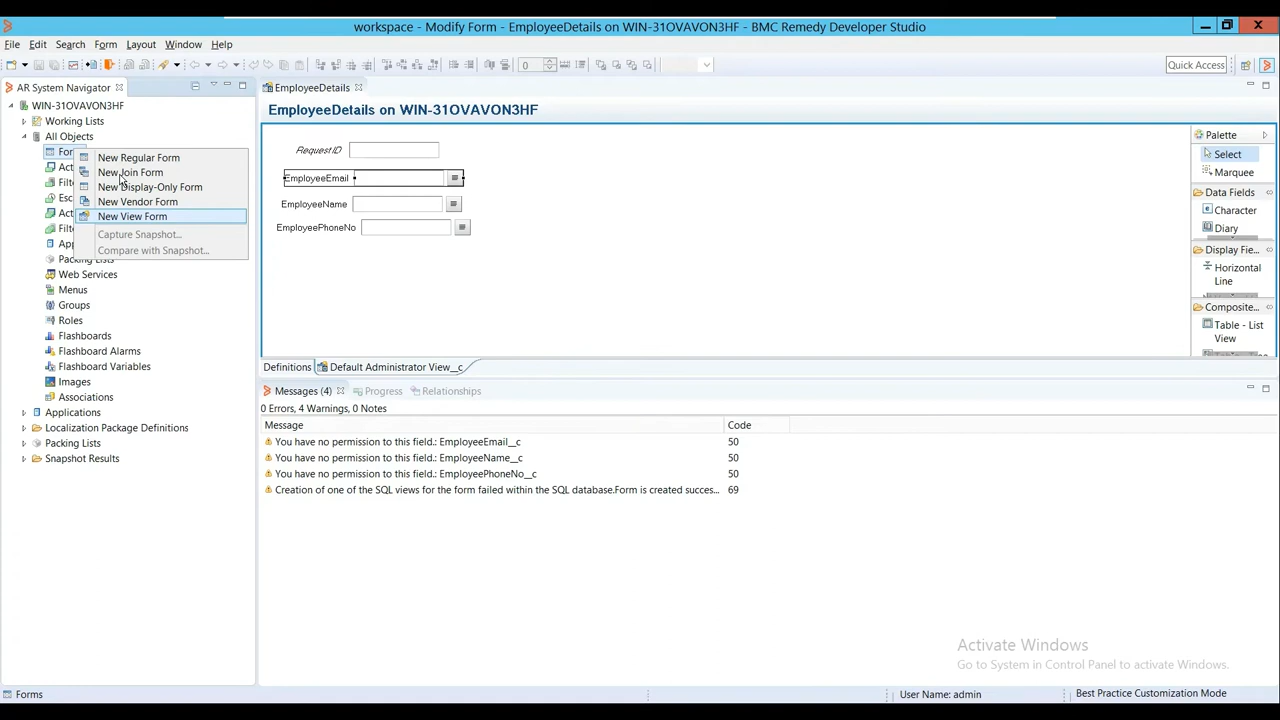 workspace - Modify Form - EmployeeDetails on WIN-31OVAVON3HF - BMC Remedy Developer Studio
File Edit Search Form Layout Window Help
0
Quick Access
AR System Navigator
WIN-31OVAVON3HF
Working Lists
All Objects
Web Services
Menus
Groups
Roles
Flashboards
Flashboard Alarms
Flashboard Variables
Images
Associations
Applications
Localization Package Definitions
Packing Lists
Snapshot Results
New Regular Form
New Join Form
New Display-Only Form
New Vendor Form
New View Form
Capture Snapshot...
Compare with Snapshot...
EmployeeDetails
EmployeeDetails on WIN-31OVAVON3HF
Request ID
EmployeeEmail
EmployeeName
EmployeePhoneNo
Palette
Select
Marquee
Data Fields
Character
Diary
Display Fie...
Horizontal
Line
Composite...
Table - List
View
Definitions Default Administrator View__c
Messages (4) Progress Relationships
0 Errors, 4 Warnings, 0 Notes
Message Code
You have no permission to this field.: EmployeeEmail__c 50
You have no permission to this field.: EmployeeName__c 50
You have no permission to this field.: EmployeePhoneNo__c 50
Creation of one of the SQL views for the form failed within the SQL database.Form is created succes... 69
Activate Windows
Go to System in Control Panel to activate Windows.
Forms
User Name: admin
Best Practice Customization Mode